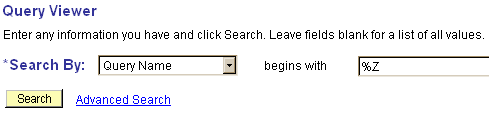 Query Viewer
Enter any information you have and click Search. Leave fields blank for a list of all values.
*Search By: Query Name begins with %Z
Search Advanced Search